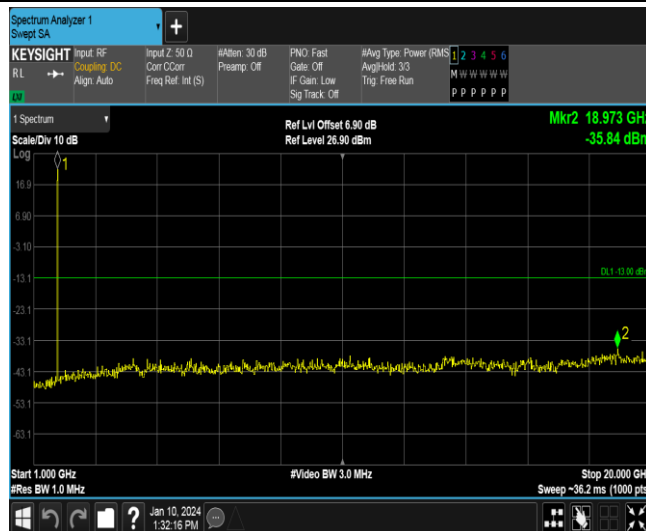 Spectrum Analyzer 1
Swept SA
+
KEYSIGHT Input: RF Input Z: 50 Ω #Atten: 30 dB PNO: Fast #Avg Type: Power (RMS 1 2 3 4 5 6
RL Coupling: DC Corr CCorr Preamp: Off Gate: Off Avg|Hold: 3/3 M W W W W W
Align: Auto Freq Ref: Int (S) IF Gain: Low Trig: Free Run
Sig Track: Off P P P P P P
1 Spectrum
Ref Lvl Offset 6.90 dB Mkr2 18.973 GHz
Scale/Div 10 dB Ref Level 26.90 dBm -35.84 dBm
Log
1
16.9
6.90
-3.10
-13.1
DL1 -13.00 dBm
-23.1
-33.1
2
-43.1
-53.1
-63.1
Start 1.000 GHz #Video BW 3.0 MHz Stop 20.000 GHz
#Res BW 1.0 MHz Sweep ~36.2 ms (1000 pts
? Jan 10, 2024
1:32:16 PM